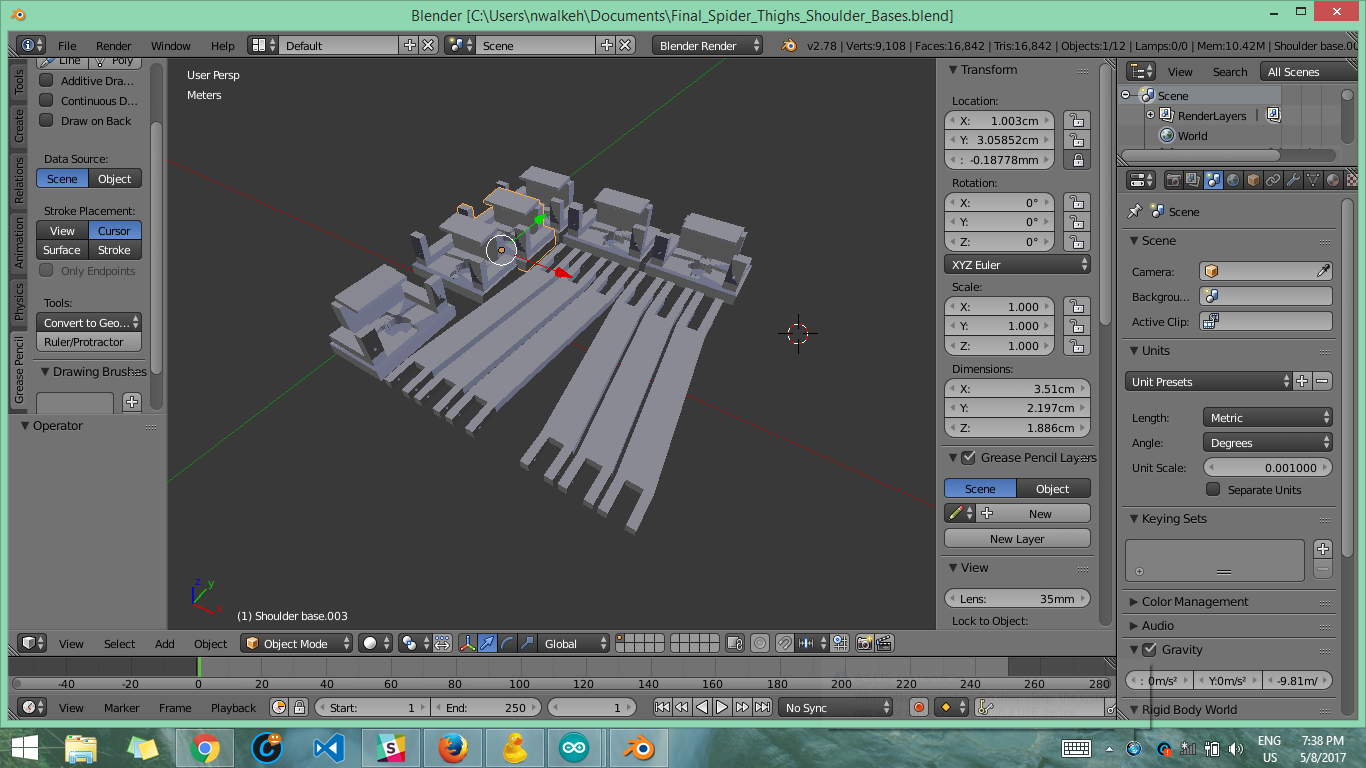 Blender [C:\Users\nwalkeh\Documents\Final_Spider_Thighs_Shoulder_Bases.blend]
File Render Window Help Default Scene Blender Render v2.78 | Verts:9,108 | Faces:16,842 | Tris:16,842 | Objects:1/12 | Lamps:0/0 | Mem:10.42M | Shoulder base.00
Tools
Create
Relations
Animation
Physics
Grease Pencil
Line Poly
Additive Dra...
Continuous D...
Draw on Back
Data Source:
Scene Object
Stroke Placement:
View Cursor
Surface Stroke
Only Endpoints
Tools:
Convert to Geo...
Ruler/Protractor
Drawing Brushes
Operator
User Persp
Meters
(1) Shoulder base.003
z y x
Transform
Location:
X: 1.003cm
Y: 3.05852cm
: -0.18778mm
Rotation:
X: 0°
Y: 0°
Z: 0°
XYZ Euler
Scale:
X: 1.000
Y: 1.000
Z: 1.000
Dimensions:
X: 3.51cm
Y: 2.197cm
Z: 1.886cm
Grease Pencil Layers
Scene Object
New
New Layer
View
Lens: 35mm
Lock to Object:
View Search All Scenes
Scene
RenderLayers |
World
Scene
Scene
Camera:
Backgrou...
Active Clip:
Units
Unit Presets
Length: Metric
Angle: Degrees
Unit Scale: 0.001000
Separate Units
Keying Sets
Color Management
Audio
Gravity
: 0m/s² Y:0m/s² -9.81m/
Rigid Body World
View Select Add Object Object Mode Global
-40 -20 0 20 40 60 80 100 120 140 160 180 200 220 240 260 280
View Marker Frame Playback Start: 1 End: 250 1 No Sync
ENG 7:38 PM
US 5/8/2017